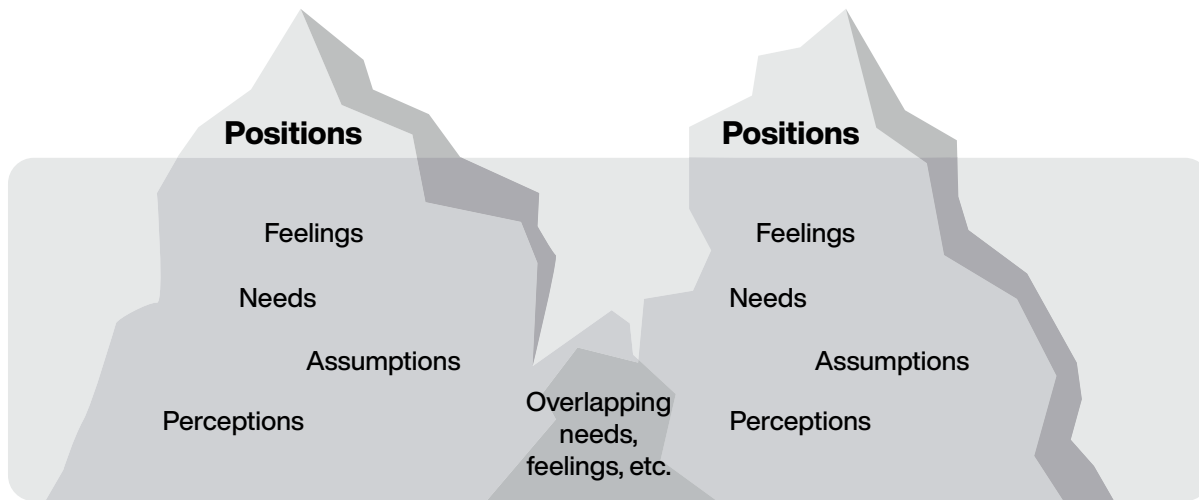 Positions
Feelings
Needs
Assumptions
Perceptions
Overlapping
needs,
feelings, etc.
Positions
Feelings
Needs
Assumptions
Perceptions